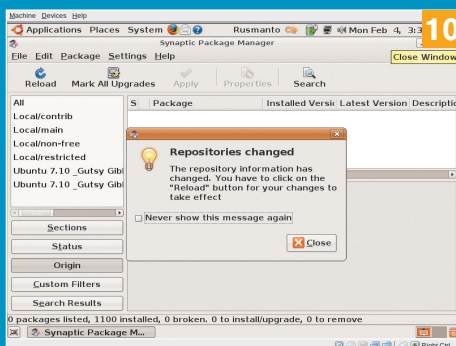 Machine Devices Help
10
Applications Places System Rusmanto Mon Feb 4,
Synaptic Package Manager
File Edit Package Settings Help
Close Window
Reload Mark All Upgrades Apply Properties Search
All
S Package Installed Versi Latest Version Descriptio
Local/contrib
Local/main
Local/non-free
Local/restricted
Ubuntu 7.10 _Gutsy Gib
Ubuntu 7.10 _Gutsy Gib
Repositories changed
The repository information has
changed. You have to click on the
"Reload" button for your changes to
take effect
Never show this message again
Close
Sections
Status
Origin
Custom Filters
Search Results
0 packages listed, 1100 installed, 0 broken. 0 to install/upgrade, 0 to remove
Synaptic Package M...
Right Ctrl